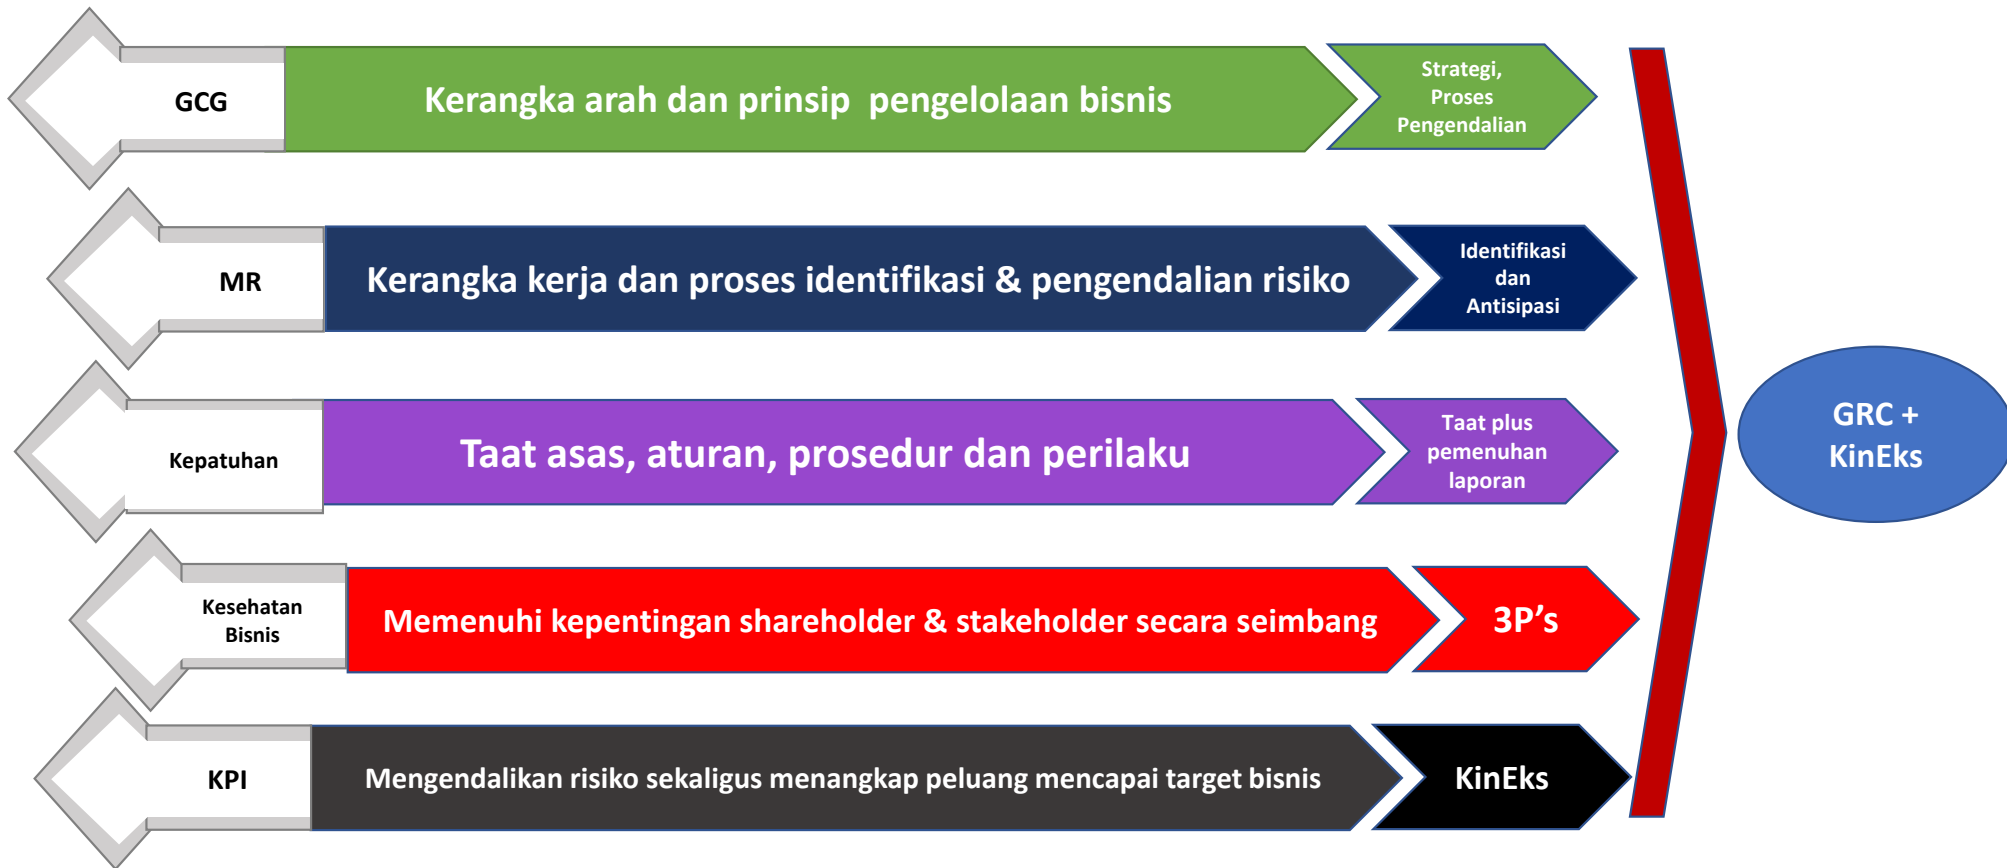 GCG
Kerangka arah dan prinsip pengelolaan bisnis
Strategi,
Proses
Pengendalian
MR
Kerangka kerja dan proses identifikasi & pengendalian risiko
Identifikasi
dan
Antisipasi
Kepatuhan
Taat asas, aturan, prosedur dan perilaku
Taat plus
pemenuhan
laporan
Kesehatan
Bisnis
Memenuhi kepentingan shareholder & stakeholder secara seimbang
3P’s
KPI
Mengendalikan risiko sekaligus menangkap peluang mencapai target bisnis
KinEks
GRC +
KinEks